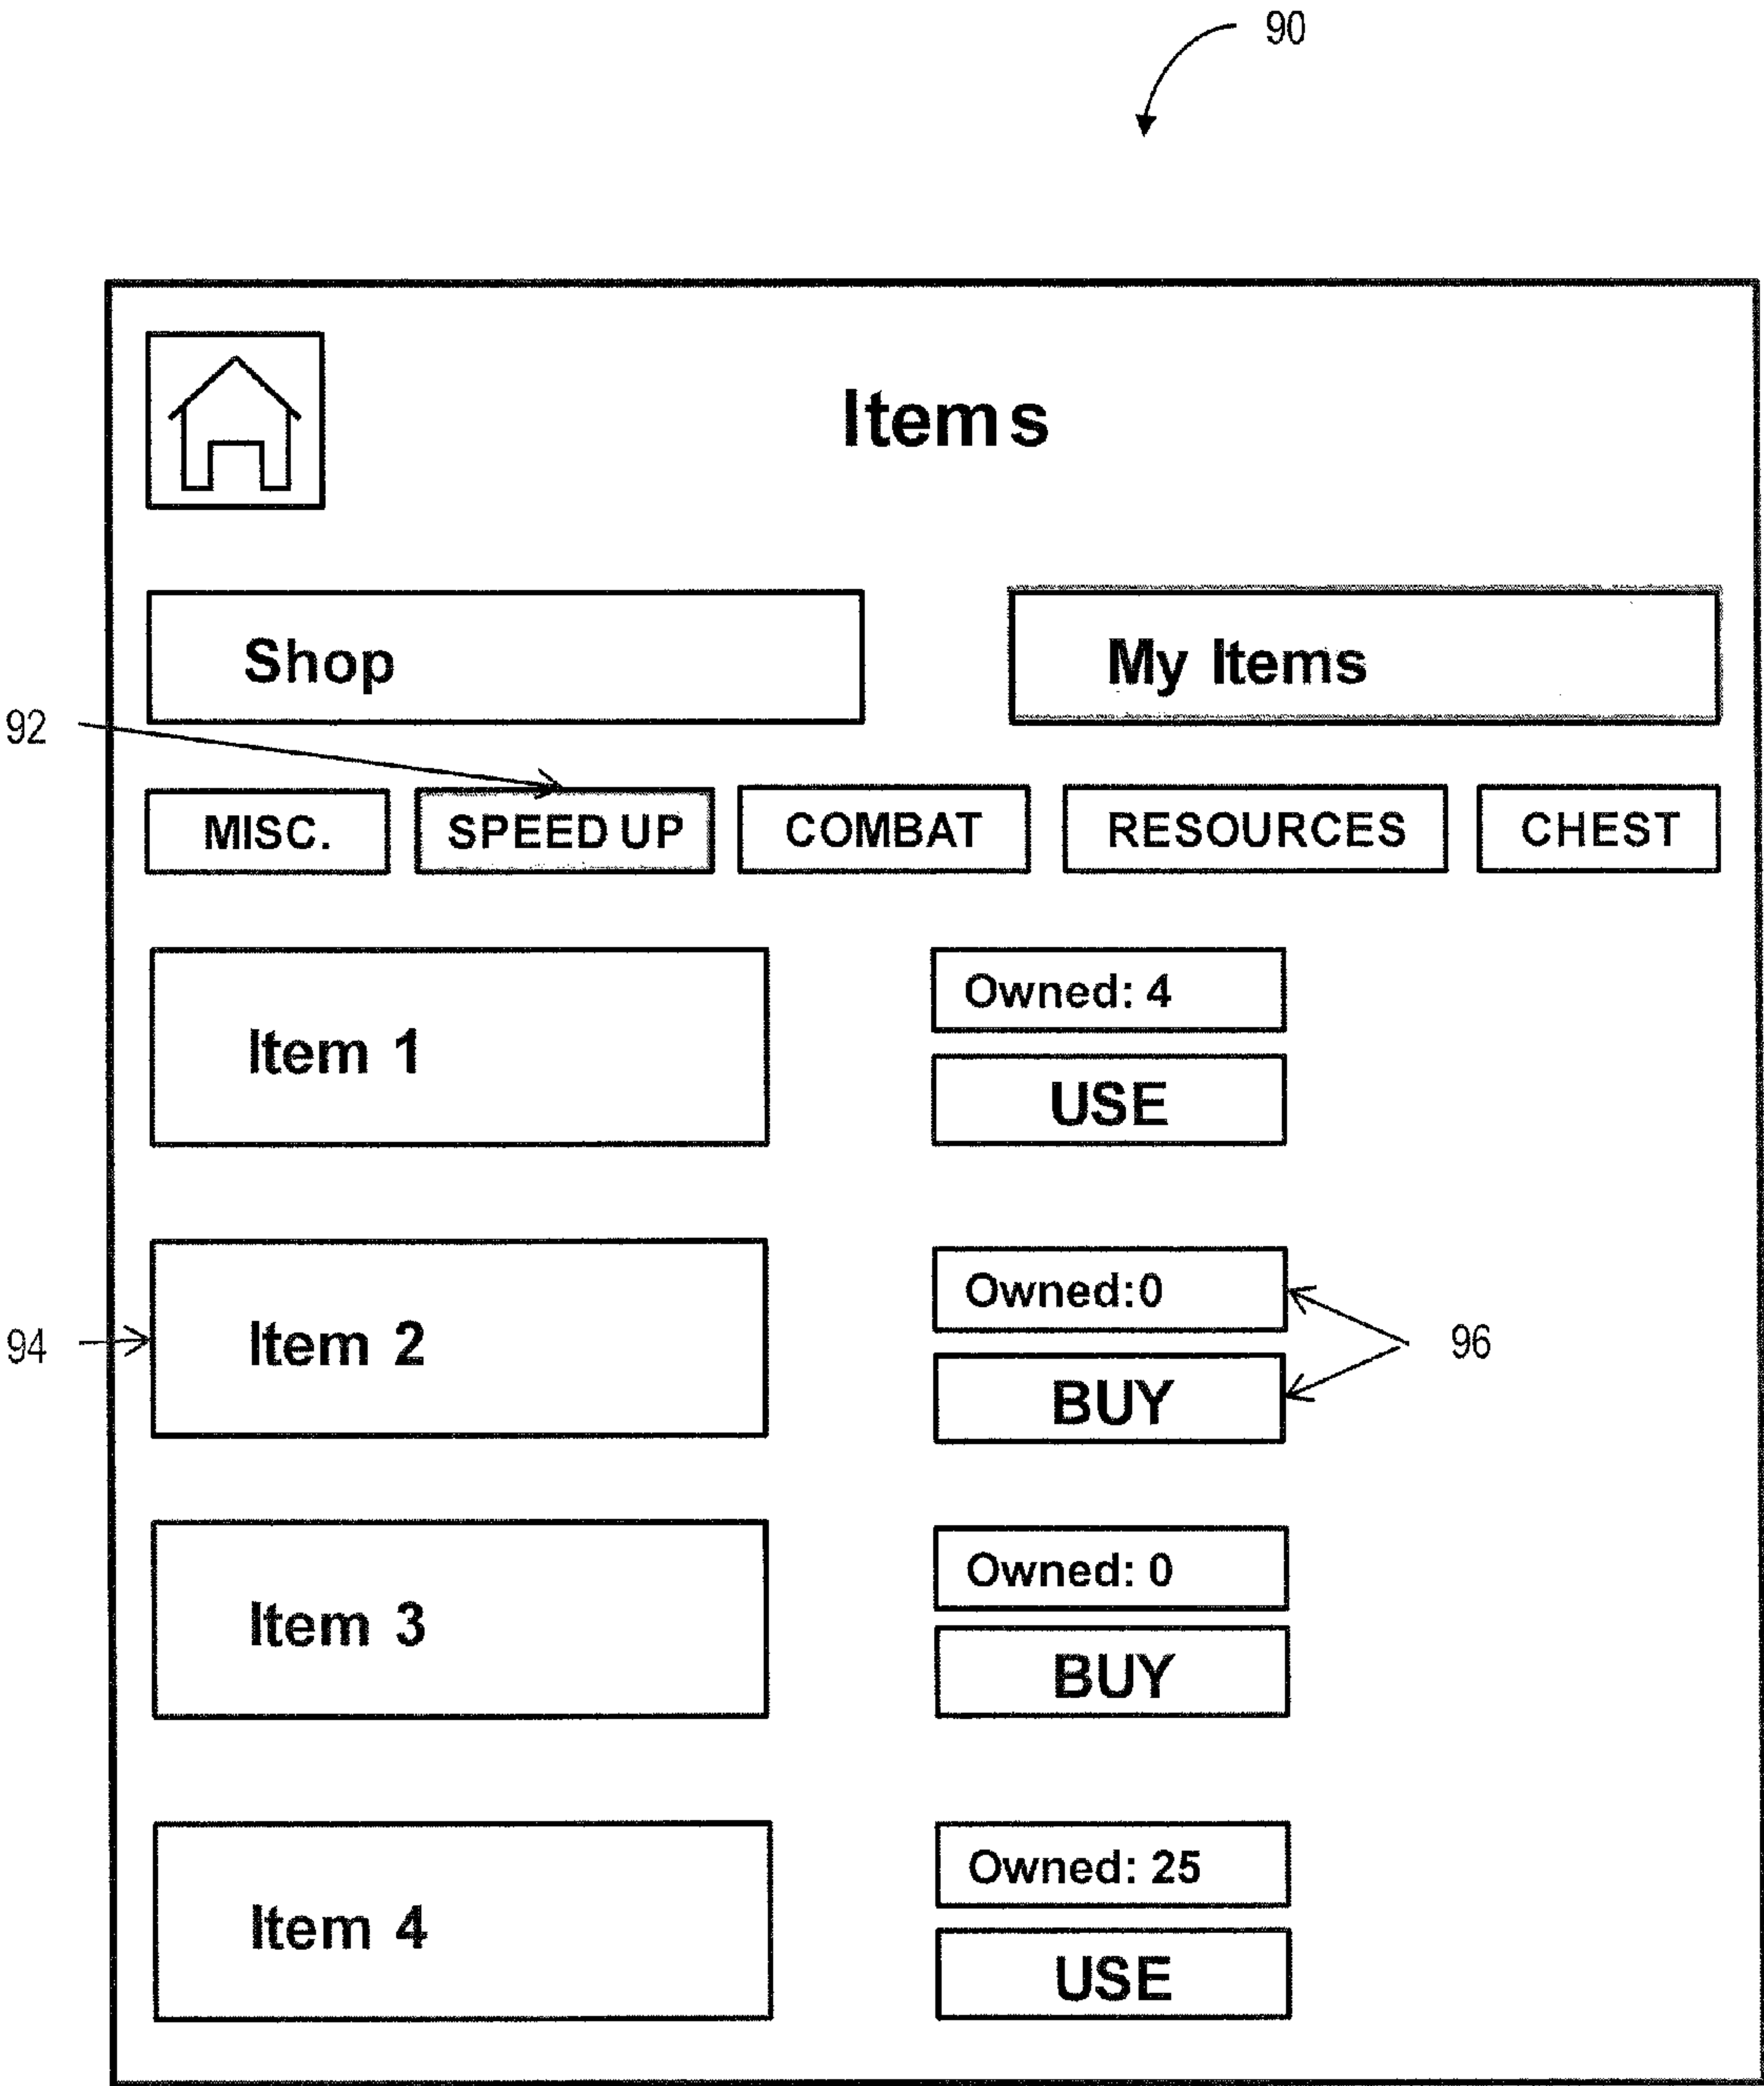 90
Items
Shop
My Items
92
MISC.
SPEED UP
COMBAT
RESOURCES
CHEST
Item 1
Owned: 4
USE
94
Item 2
Owned:0
BUY
96
Item 3
Owned: 0
BUY
Item 4
Owned: 25
USE